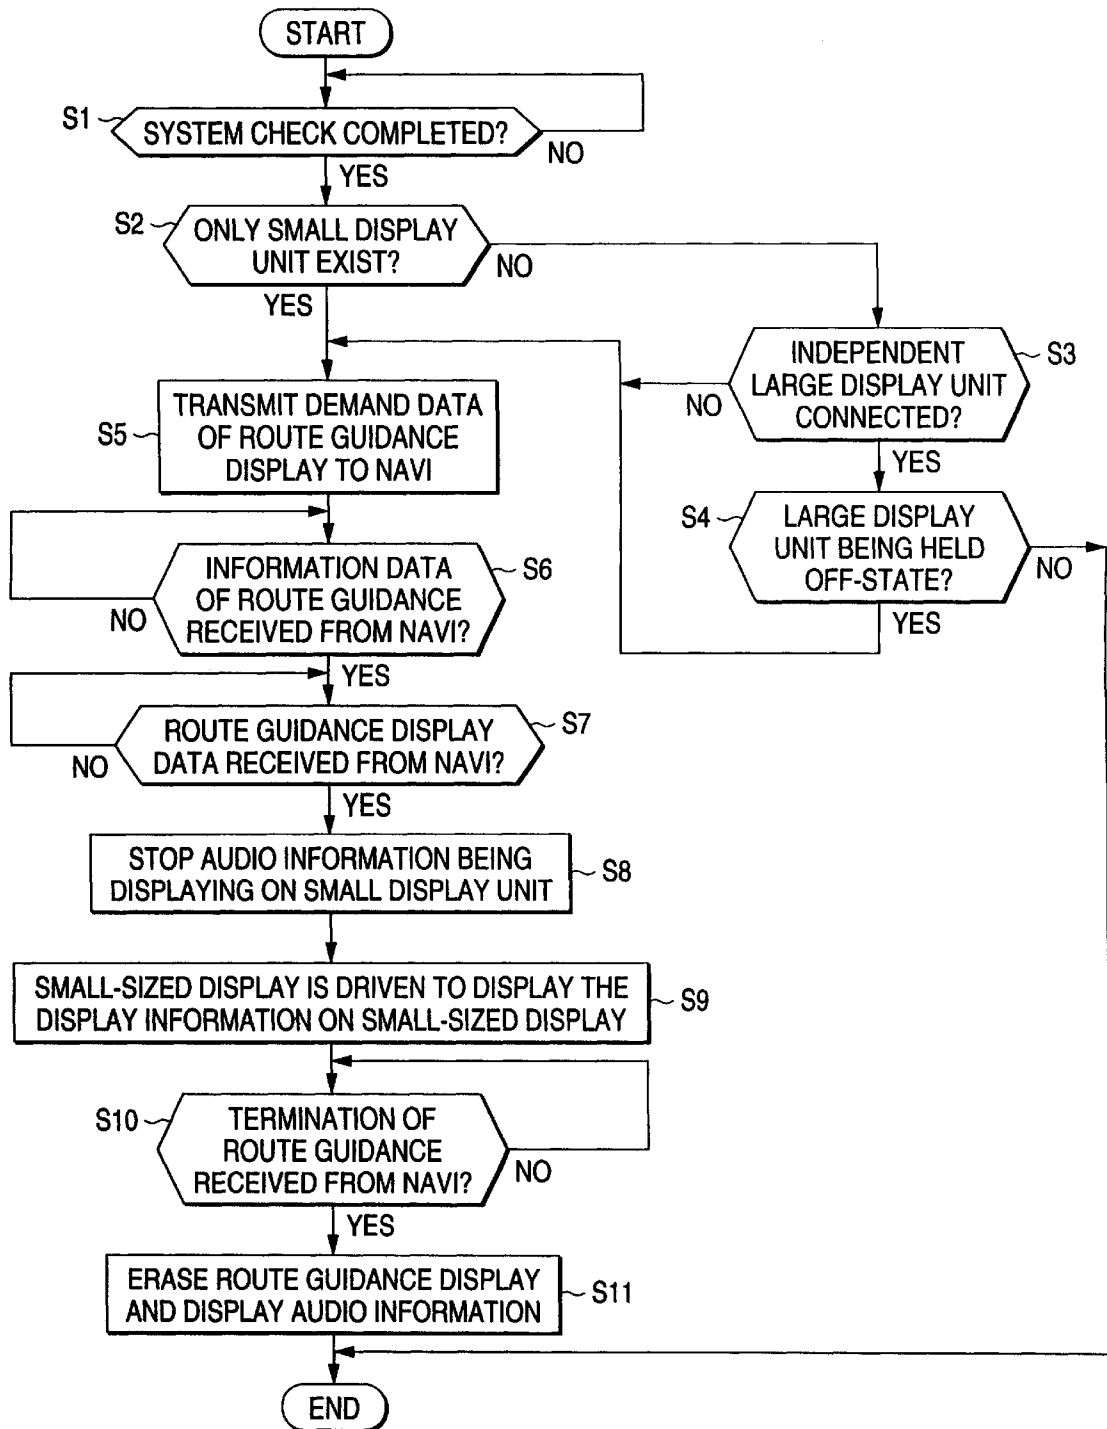 START
S1
SYSTEM CHECK COMPLETED?
NO
YES
S2
ONLY SMALL DISPLAY
UNIT EXIST?
NO
YES
S3
INDEPENDENT
LARGE DISPLAY UNIT
CONNECTED?
NO
YES
S4
LARGE DISPLAY
UNIT BEING HELD
OFF-STATE?
NO
YES
S5
TRANSMIT DEMAND DATA
OF ROUTE GUIDANCE
DISPLAY TO NAVI
S6
INFORMATION DATA
OF ROUTE GUIDANCE
RECEIVED FROM NAVI?
NO
YES
S7
ROUTE GUIDANCE DISPLAY
DATA RECEIVED FROM NAVI?
NO
YES
STOP AUDIO INFORMATION BEING
DISPLAYING ON SMALL DISPLAY UNIT
S8
SMALL-SIZED DISPLAY IS DRIVEN TO DISPLAY THE
DISPLAY INFORMATION ON SMALL-SIZED DISPLAY
S9
S10
TERMINATION OF
ROUTE GUIDANCE
RECEIVED FROM NAVI?
NO
YES
ERASE ROUTE GUIDANCE DISPLAY
AND DISPLAY AUDIO INFORMATION
S11
END